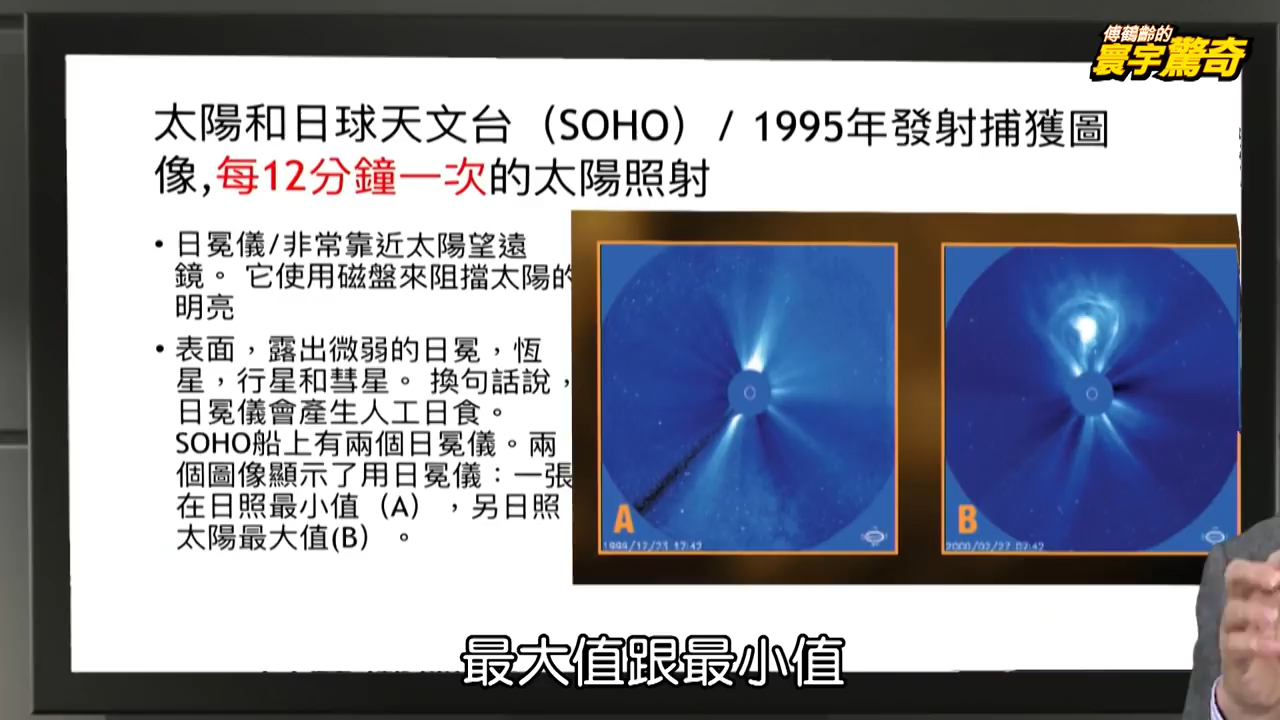 傅鶴齡的
寰宇驚奇
太陽和日球天文台（SOHO）/ 1995年發射捕獲圖
像,每12分鐘一次的太陽照射
• 日冕儀/非常靠近太陽望遠
鏡。 它使用磁盤來阻擋太陽的
明亮
• 表面，露出微弱的日冕，恆
星，行星和彗星。 換句話說，
日冕儀會產生人工日食。
SOHO船上有兩個日冕儀。兩
個圖像顯示了用日冕儀：一張
在日照最小值（A），另日照
太陽最大值(B）。
A
B
最大值跟最小值